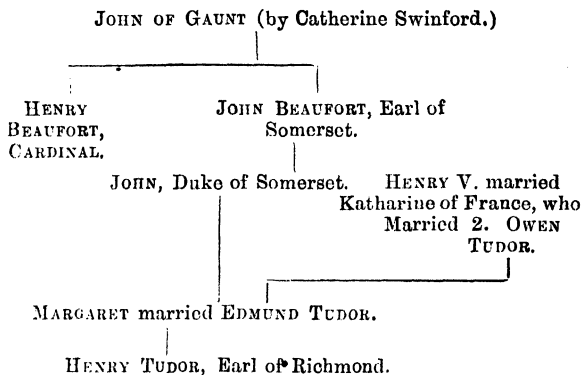 JOHN OF GAUNT (by Catherine Swinford.)
HENRY
BEAUFORT,
CARDINAL.
JOHN BEAUFORT, Earl of
Somerset.
JOHN, Duke of Somerset.
HENRY V. married
Katharine of France, who
Married 2. OWEN
TUDOR.
MARGARET married EDMUND TUDOR.
HENRY TUDOR, Earl of Richmond.